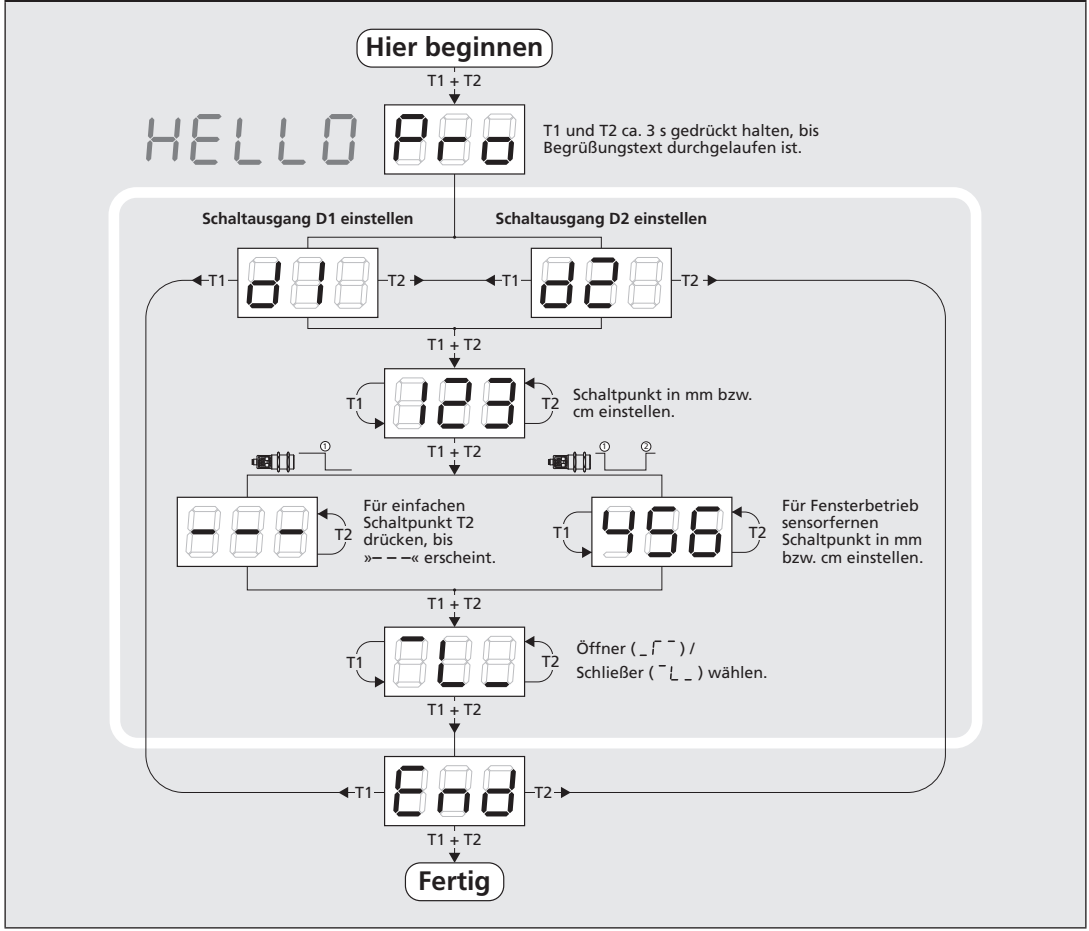 Hier beginnen
T1 + T2
HELLO
Pro
T1 und T2 ca. 3 s gedrückt halten, bis
Begrüßungstext durchgelaufen ist.
Schaltausgang D1 einstellen
Schaltausgang D2 einstellen
T1
d1
T2
T1
d2
T2
T1 + T2
T1
123
T2
Schaltpunkt in mm bzw.
cm einstellen.
T1 + T2
①
① ②
---
T2
Für einfachen
Schaltpunkt T2
drücken, bis
»– – –« erscheint.
T1
456
T2
Für Fensterbetrieb
sensorfernen
Schaltpunkt in mm
bzw. cm einstellen.
T1 + T2
T1
¯L_
T2
Öffner ( _Γ¯ ) /
Schließer ( ¯L_ ) wählen.
T1 + T2
T1
End
T2
T1 + T2
Fertig